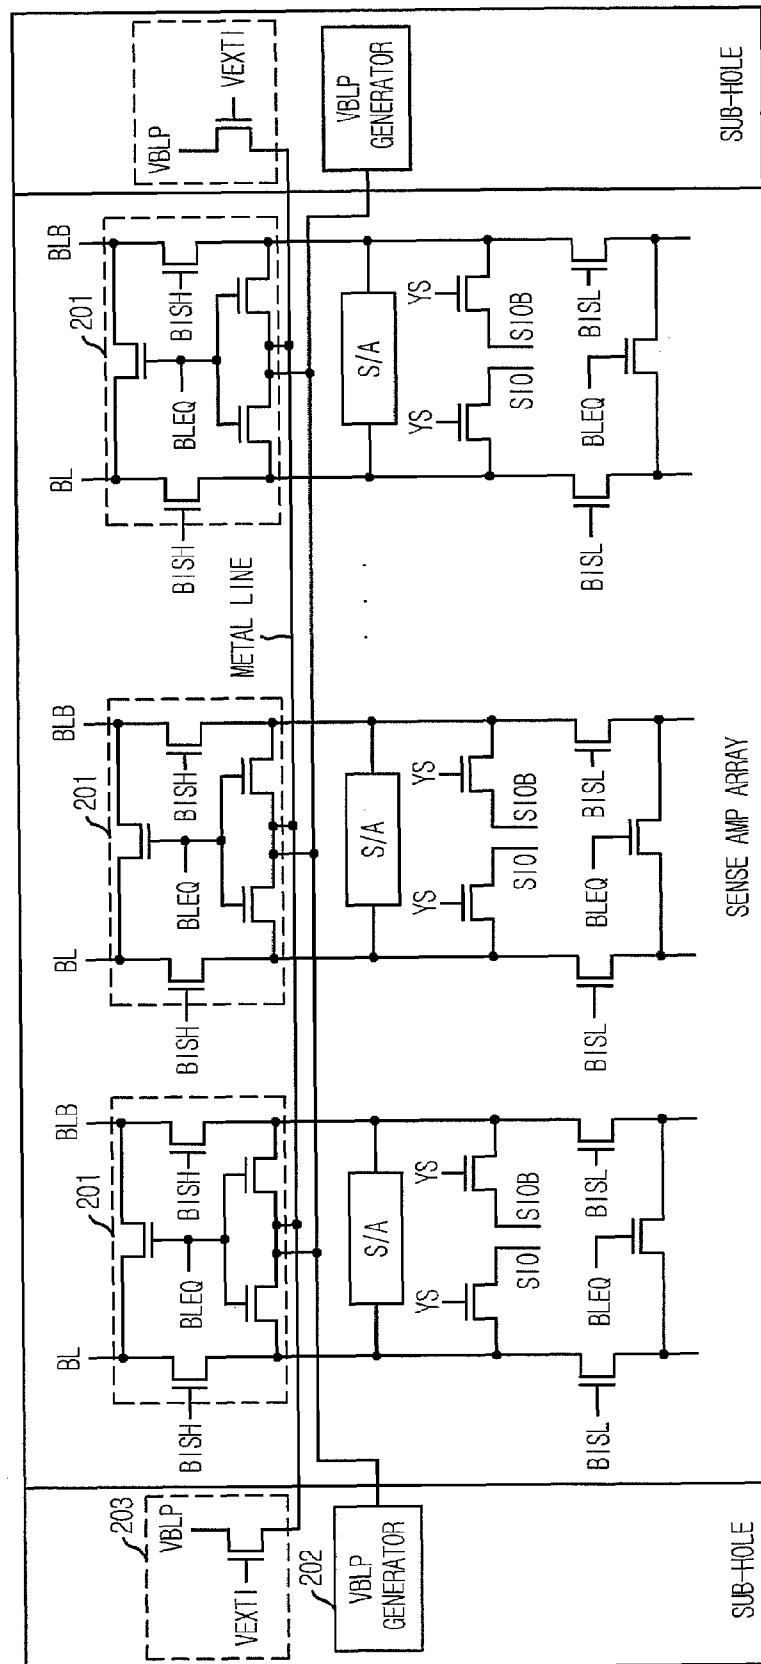 203
VBLP
VEXTI
202
VBLP
GENERATOR
SUB-HOLE
BL
BLB
201
BISH
BISH
BLEQ
S/A
YS
YS
SIO
SIOB
BISL
BISL
BLEQ
BL
BLB
201
BISH
BISH
BLEQ
S/A
YS
YS
SIO
SIOB
BISL
BISL
BLEQ
METAL LINE
. . .
BL
BLB
201
BISH
BISH
BLEQ
S/A
YS
YS
SIO
SIOB
BISL
BISL
BLEQ
SENSE AMP ARRAY
VBLP
VEXTI
VBLP
GENERATOR
SUB-HOLE